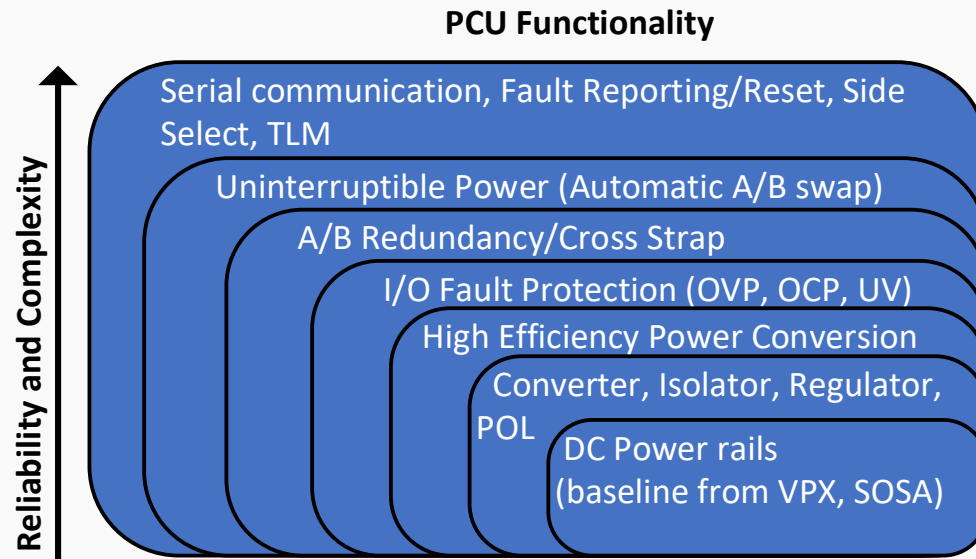 PCU Functionality
Reliability and Complexity
Serial communication, Fault Reporting/Reset, Side
Select, TLM
Uninterruptible Power (Automatic A/B swap)
A/B Redundancy/Cross Strap
I/O Fault Protection (OVP, OCP, UV)
High Efficiency Power Conversion
Converter, Isolator, Regulator,
POL
DC Power rails
(baseline from VPX, SOSA)